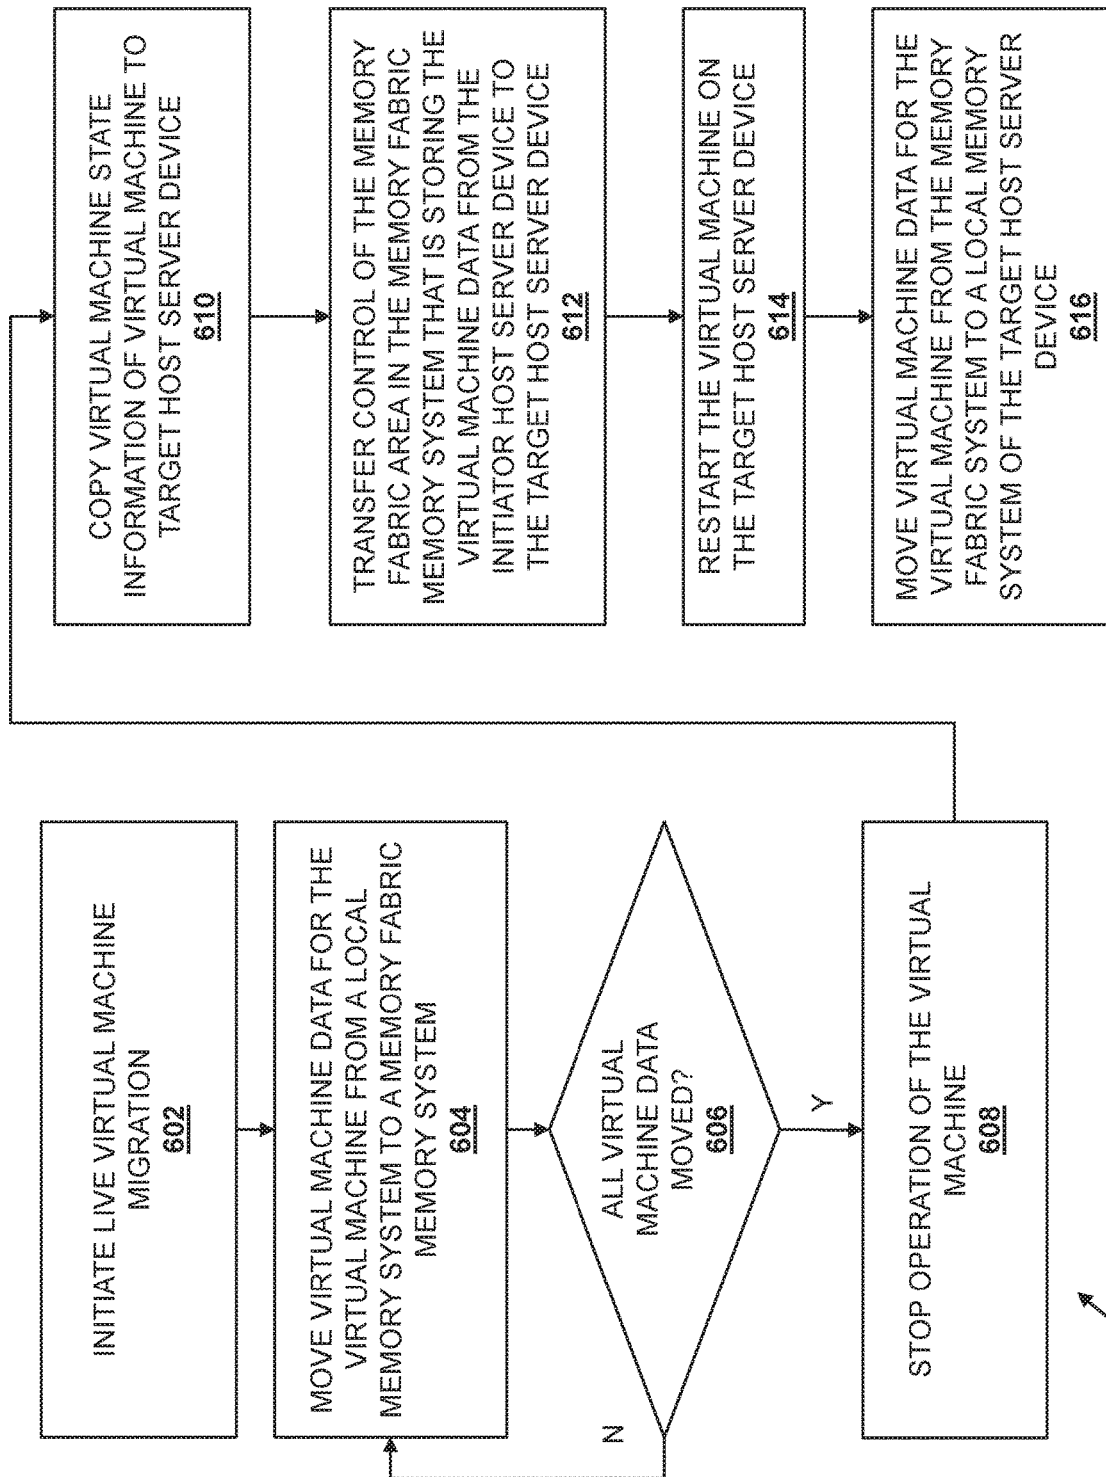 INITIATE LIVE VIRTUAL MACHINE
MIGRATION
602
MOVE VIRTUAL MACHINE DATA FOR THE
VIRTUAL MACHINE FROM A LOCAL
MEMORY SYSTEM TO A MEMORY FABRIC
MEMORY SYSTEM
604
ALL VIRTUAL
MACHINE DATA
MOVED?
606
N
Y
STOP OPERATION OF THE VIRTUAL
MACHINE
608
COPY VIRTUAL MACHINE STATE
INFORMATION OF VIRTUAL MACHINE TO
TARGET HOST SERVER DEVICE
610
TRANSFER CONTROL OF THE MEMORY
FABRIC AREA IN THE MEMORY FABRIC
MEMORY SYSTEM THAT IS STORING THE
VIRTUAL MACHINE DATA FROM THE
INITIATOR HOST SERVER DEVICE TO
THE TARGET HOST SERVER DEVICE
612
RESTART THE VIRTUAL MACHINE ON
THE TARGET HOST SERVER DEVICE
614
MOVE VIRTUAL MACHINE DATA FOR THE
VIRTUAL MACHINE FROM THE MEMORY
FABRIC SYSTEM TO A LOCAL MEMORY
SYSTEM OF THE TARGET HOST SERVER
DEVICE
616